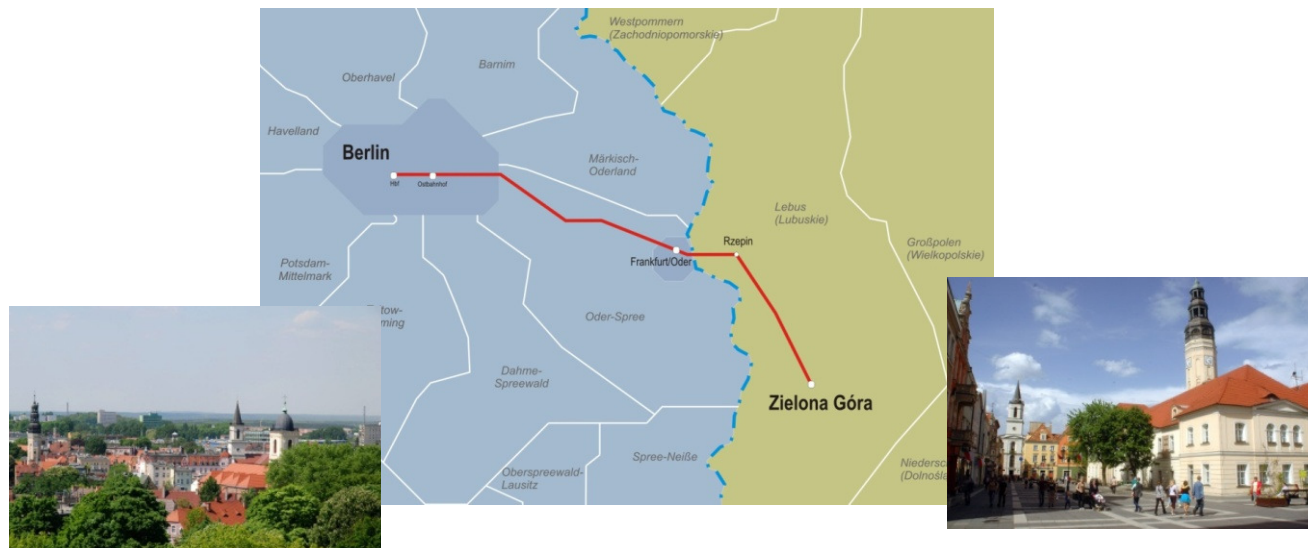 Westpommern
(Zachodniopomorskie)
Barnim
Oberhavel
Havelland
Berlin
Hbf
Ostbahnhof
Märkisch-
Oderland
Lebus
(Lubuskie)
Rzepin
Großpolen
(Wielkopolskie)
Frankfurt/Oder
Potsdam-
Mittelmark
Oder-Spree
Dahme-
Spreewald
Zielona Góra
Spree-Neiße
Oberspreewald-
Lausitz